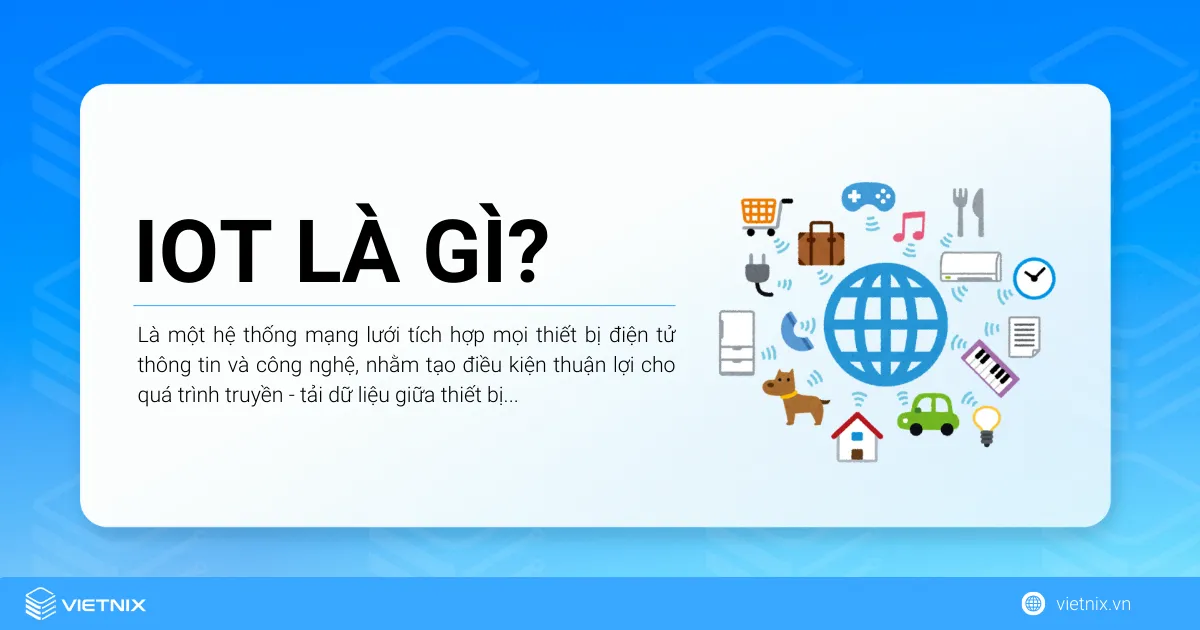 IOT LÀ GÌ?
Là một hệ thống mạng lưới tích hợp mọi thiết bị điện tử
thông tin và công nghệ, nhằm tạo điều kiện thuận lợi cho
quá trình truyền - tải dữ liệu giữa thiết bị...
VIETNIX
vietnix.vn